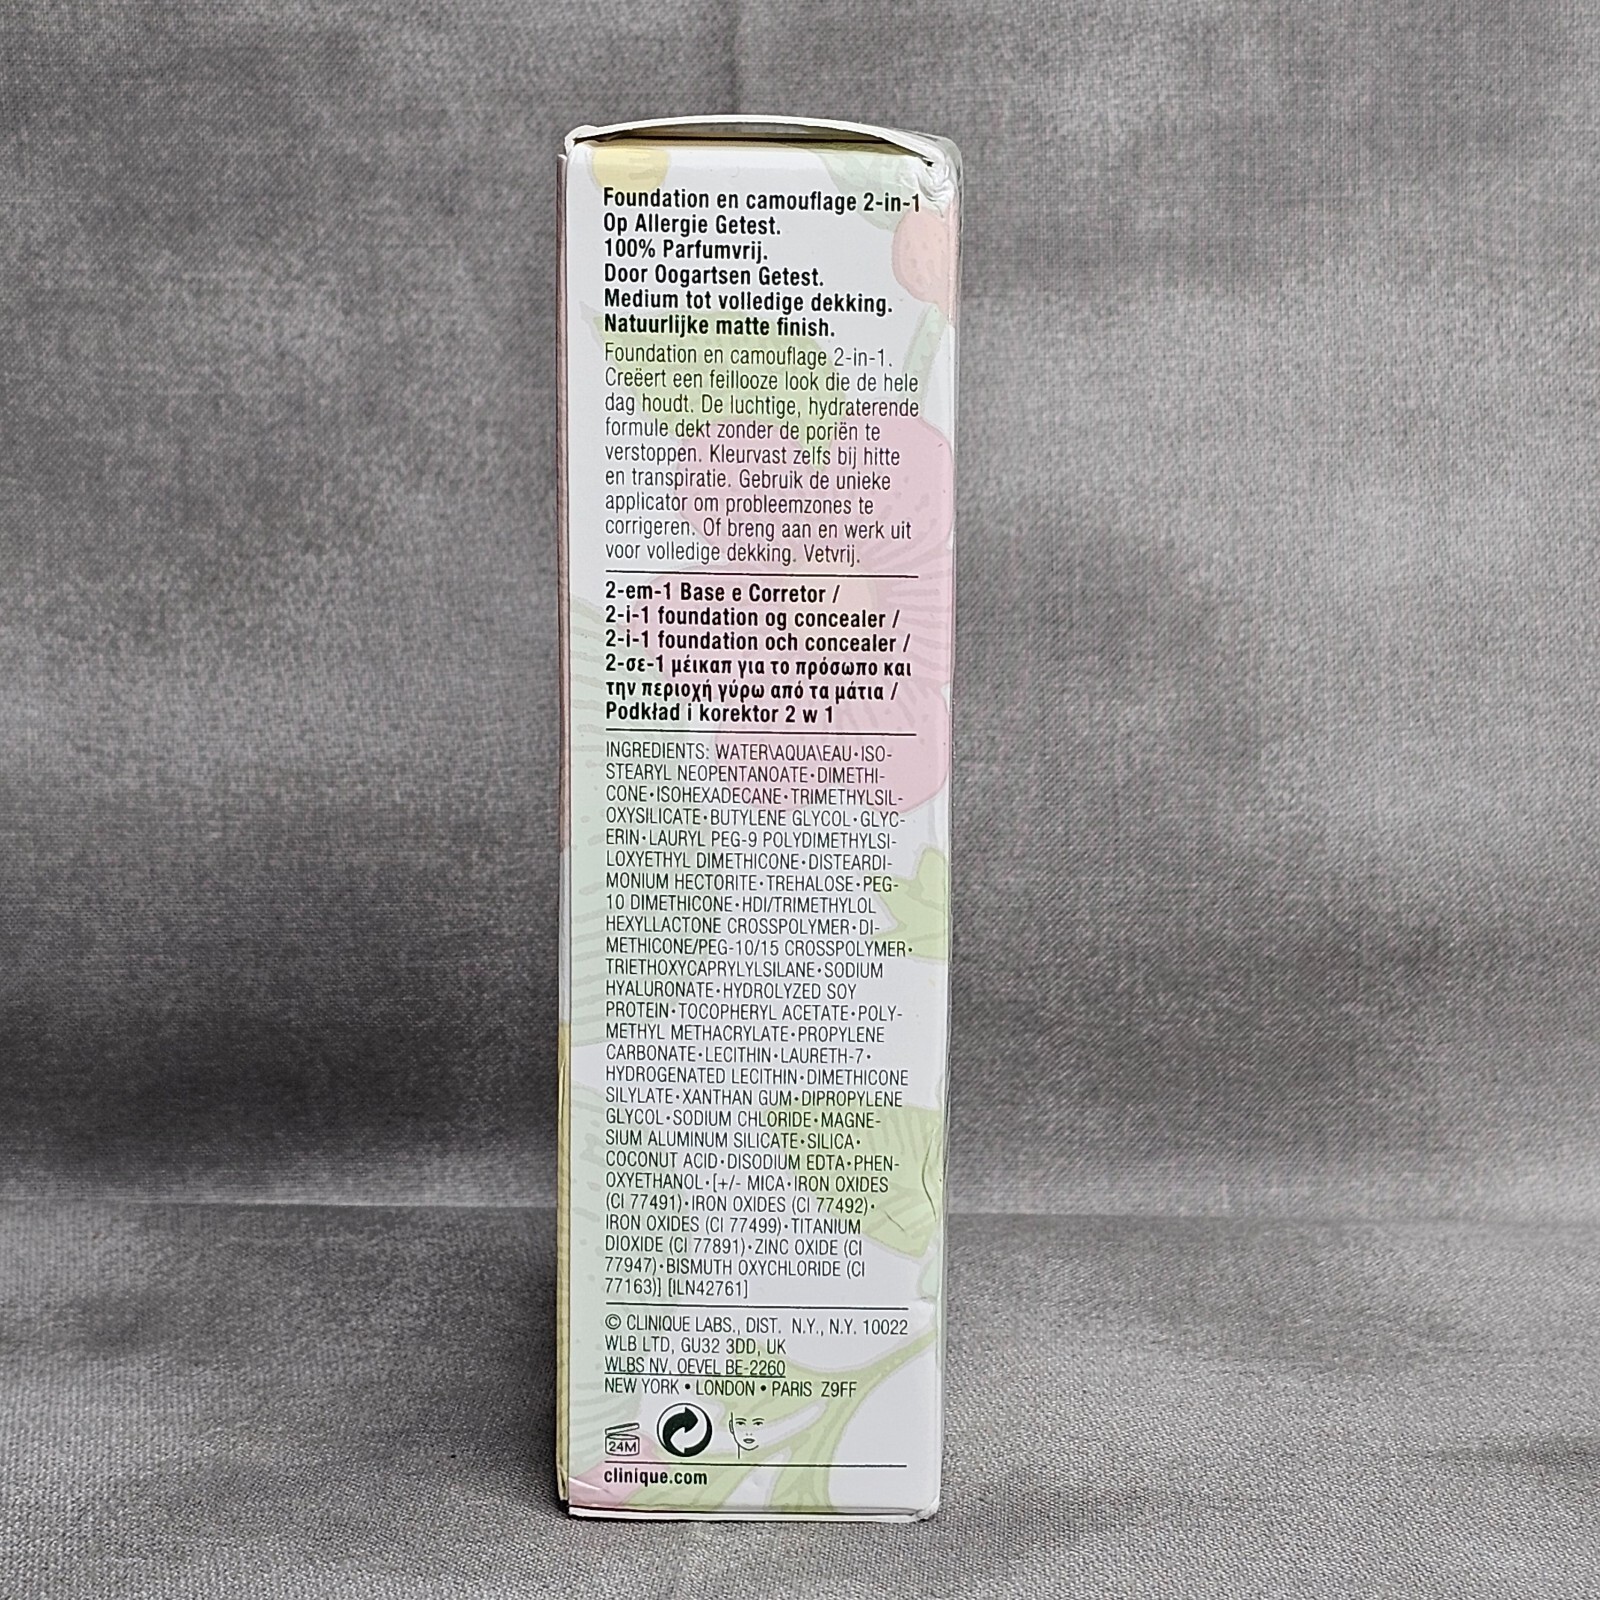 Foundation en camouflage 2-in-1
Op Allergie Getest.
100% Parfumvrij.
Door Oogartsen Getest.
Medium tot volledige dekking.
Natuurlijke matte finish.
Foundation en camouflage 2-in-1.
Creëert een feillooze look die de hele
dag houdt. De luchtige, hydraterende
formule dekt zonder de poriën te
verstoppen. Kleurvast zelfs bij hitte
en transpiratie. Gebruik de unieke
applicator om probleemzones te
corrigeren. Of breng aan en werk uit
voor volledige dekking. Vetvrij.
2-em-1 Base e Corretor /
2-i-1 foundation og concealer /
2-i-1 foundation och concealer /
2-σε-1 μέικαπ για το πρόσωπο και
την περιοχή γύρω από τα μάτια /
Podkład i korektor 2 w 1
INGREDIENTS: WATER\AQUA\EAU•ISO-
STEARYL NEOPENTANOATE•DIMETHI-
CONE•ISOHEXADECANE•TRIMETHYLSIL-
OXYSILICATE•BUTYLENE GLYCOL•GLYC-
ERIN•LAURYL PEG-9 POLYDIMETHYLSI-
LOXYETHYL DIMETHICONE•DISTEARDI-
MONIUM HECTORITE•TREHALOSE•PEG-
10 DIMETHICONE•HDI/TRIMETHYLOL
HEXYLLACTONE CROSSPOLYMER•DI-
METHICONE/PEG-10/15 CROSSPOLYMER•
TRIETHOXYCAPRYLYLSILANE•SODIUM
HYALURONATE•HYDROLYZED SOY
PROTEIN•TOCOPHERYL ACETATE•POLY-
METHYL METHACRYLATE•PROPYLENE
CARBONATE•LECITHIN•LAURETH-7•
HYDROGENATED LECITHIN•DIMETHICONE
SILYLATE•XANTHAN GUM•DIPROPYLENE
GLYCOL•SODIUM CHLORIDE•MAGNE-
SIUM ALUMINUM SILICATE•SILICA•
COCONUT ACID•DISODIUM EDTA•PHEN-
OXYETHANOL•[+/- MICA•IRON OXIDES
(CI 77491)•IRON OXIDES (CI 77492)•
IRON OXIDES (CI 77499)•TITANIUM
DIOXIDE (CI 77891)•ZINC OXIDE (CI
77947)•BISMUTH OXYCHLORIDE (CI
77163)] [ILN42761]
© CLINIQUE LABS., DIST. N.Y., N.Y. 10022
WLB LTD, GU32 3DD, UK
WLBS NV, OEVEL BE-2260
NEW YORK • LONDON • PARIS Z9FF
24M
clinique.com